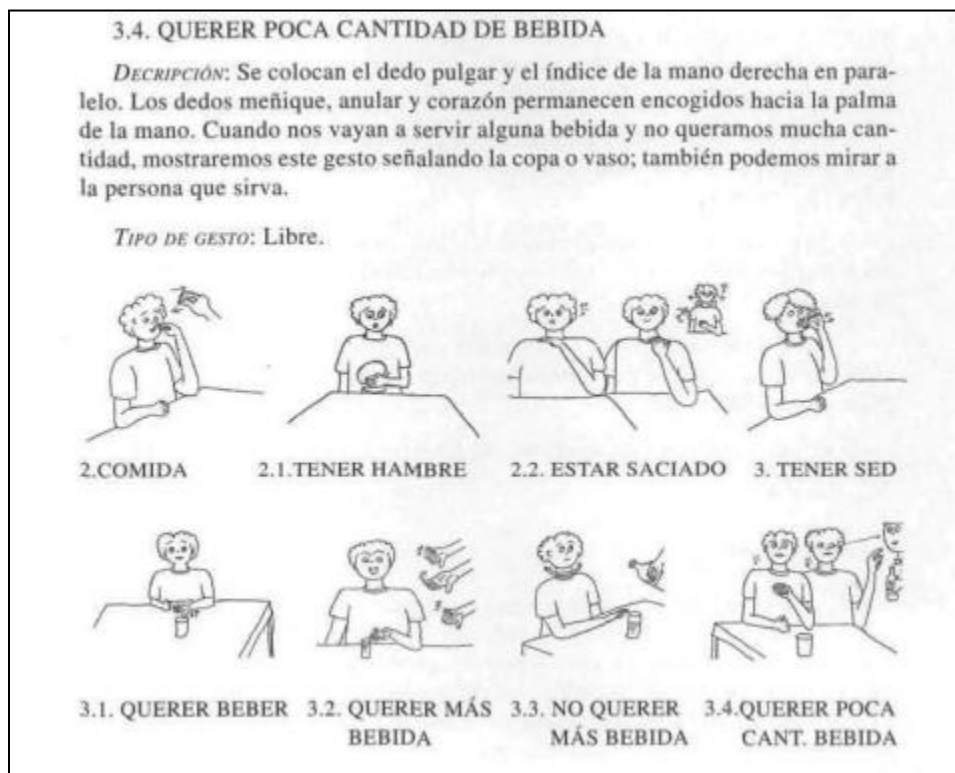 3.4. QUERER POCA CANTIDAD DE BEBIDA
DECRIPCIÓN: Se colocan el dedo pulgar y el índice de la mano derecha en para-
lelo. Los dedos meñique, anular y corazón permanecen encogidos hacia la palma
de la mano. Cuando nos vayan a servir alguna bebida y no queramos mucha can-
tidad, mostraremos este gesto señalando la copa o vaso; también podemos mirar a
la persona que sirva.
TIPO DE GESTO: Libre.
2.COMIDA 2.1.TENER HAMBRE 2.2. ESTAR SACIADO 3. TENER SED
3.1. QUERER BEBER 3.2. QUERER MÁS 3.3. NO QUERER 3.4.QUERER POCA
BEBIDA MÁS BEBIDA CANT. BEBIDA